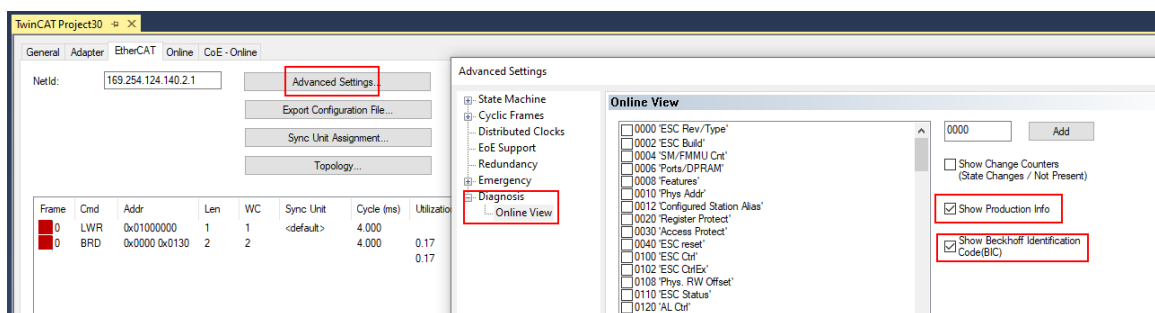 TwinCAT Project30
General Adapter EtherCAT Online CoE - Online
NetId: 169.254.124.140.2.1
Advanced Settings...
Export Configuration File...
Sync Unit Assignment...
Topology...
Frame Cmd Addr Len WC Sync Unit Cycle (ms) Utilizatio
0 LWR 0x01000000 1 1 <default> 4.000
0 BRD 0x0000 0x0130 2 2 4.000 0.17
0.17
Advanced Settings
State Machine
Cyclic Frames
Distributed Clocks
EoE Support
Redundancy
Emergency
Diagnosis
Online View
Online View
0000 'ESC Rev/Type'
0002 'ESC Build'
0004 'SM/FMMU Cnt'
0006 'Ports/DPRAM'
0008 'Features'
0010 'Phys Addr'
0012 'Configured Station Alias'
0020 'Register Protect'
0030 'Access Protect'
0040 'ESC reset'
0100 'ESC Ctrl'
0102 'ESC CtrlEx'
0108 'Phys. RW Offset'
0110 'ESC Status'
0120 'AL Ctrl'
0000 Add
Show Change Counters
(State Changes / Not Present)
Show Production Info
Show Beckhoff Identification
Code(BIC)